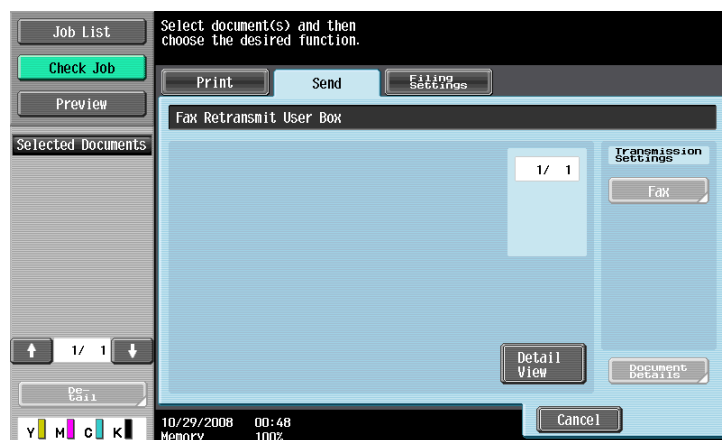 Job List
Select document(s) and then
choose the desired function.
Check Job
Print
Send
Filing
Settings
Preview
Fax Retransmit User Box
Selected Documents
Transmission
Settings
1/ 1
Fax
1/ 1
Detail
View
Document
Details
De-
tail
10/29/2008 00:48
Cancel
Y M C K
Memory 100%